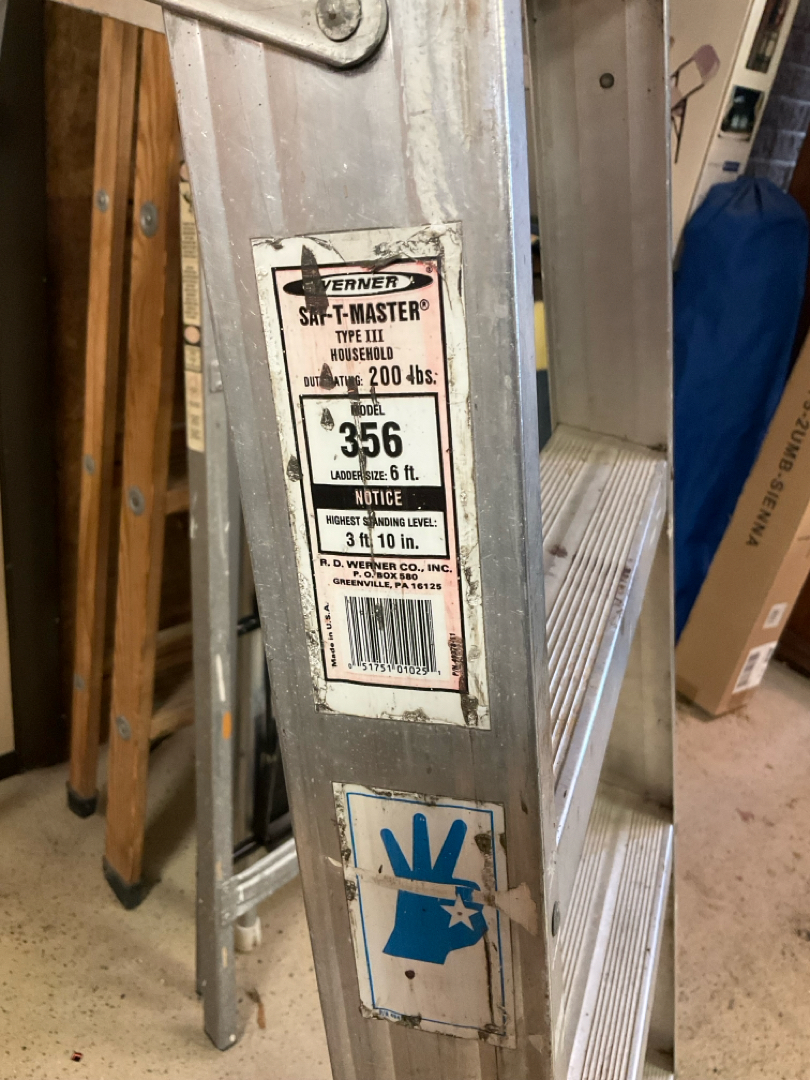 WERNER®
SAF-T-MASTER®
TYPE III
HOUSEHOLD
DUTY RATING: 200 lbs.
MODEL
356
LADDER SIZE: 6 ft.
NOTICE
HIGHEST STANDING LEVEL:
3 ft. 10 in.
R. D. WERNER CO., INC.
P. O. BOX 580
GREENVILLE, PA 16125
Made in U.S.A.
0 51751 01025 1
2UMB-SIENNA